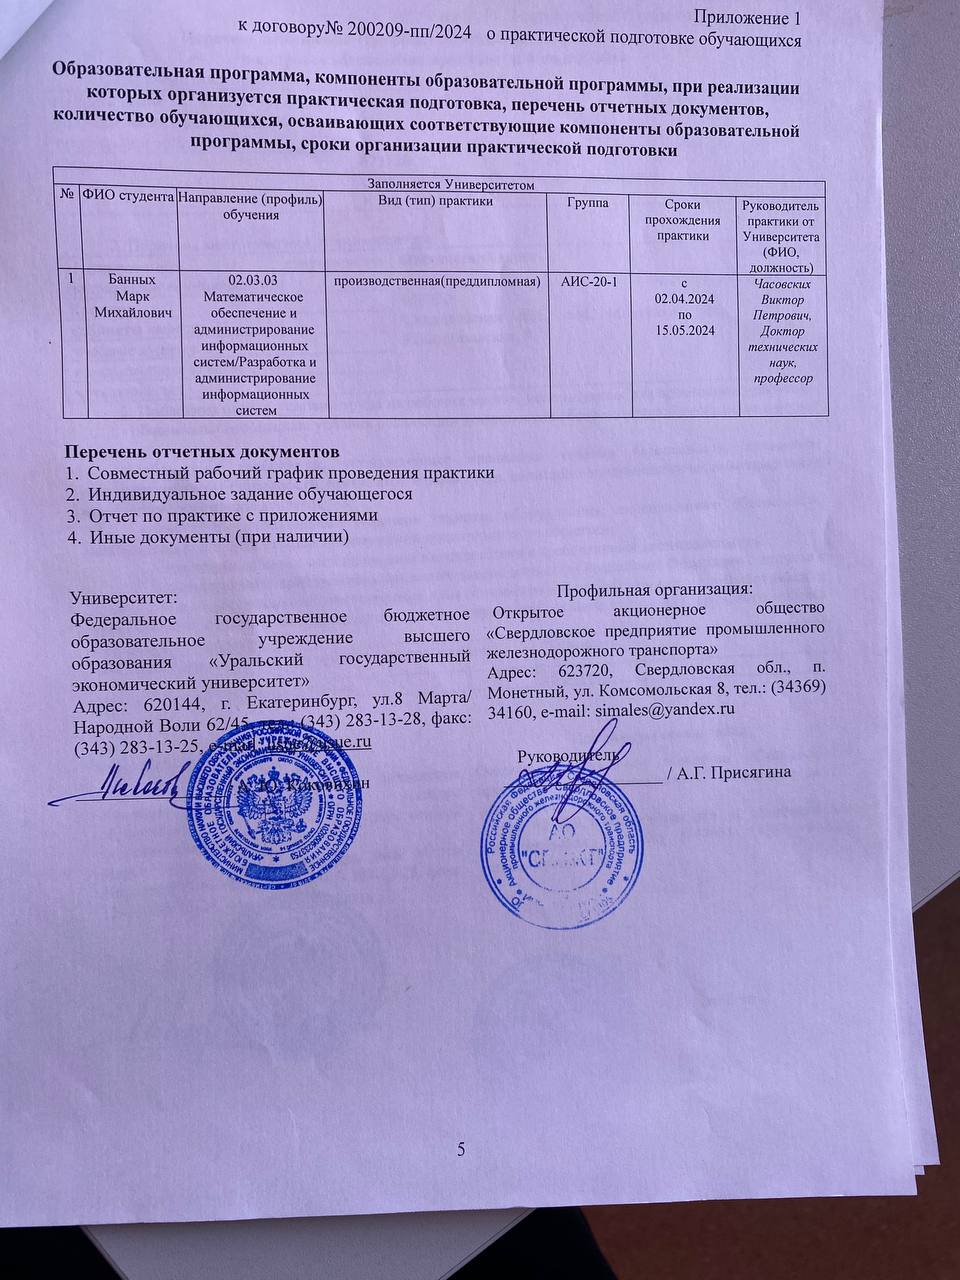 Приложение 1
к договору№ 200209-пп/2024 о практической подготовке обучающихся
Образовательная программа, компоненты образовательной программы, при реализации
которых организуется практическая подготовка, перечень отчетных документов,
количество обучающихся, осваивающих соответствующие компоненты образовательной
программы, сроки организации практической подготовки
Заполняется Университетом
№
ФИО студента
Направление (профиль)
обучения
Вид (тип) практики
Группа
Сроки
прохождения
практики
Руководитель
практики от
Университета
(ФИО,
должность)
1
Банных
Марк
Михайлович
02.03.03
Математическое
обеспечение и
администрирование
информационных
систем/Разработка и
администрирование
информационных
систем
производственная(преддипломная)
АИС-20-1
с
02.04.2024
по
15.05.2024
Часовских
Виктор
Петрович,
Доктор
технических
наук,
профессор
Перечень отчетных документов
1. Совместный рабочий график проведения практики
2. Индивидуальное задание обучающегося
3. Отчет по практике с приложениями
4. Иные документы (при наличии)
Университет:
Федеральное государственное бюджетное
образовательное учреждение высшего
образования «Уральский государственный
экономический университет»
Адрес: 620144, г. Екатеринбург, ул.8 Марта/
Народной Воли 62/45, тел.: (343) 283-13-28, факс:
(343) 283-13-25,
Профильная организация:
Открытое акционерное общество
«Свердловское предприятие промышленного
железнодорожного транспорта»
Адрес: 623720, Свердловская обл., п.
Монетный, ул. Комсомольская 8, тел.: (34369)
34160, e-mail: simales@yandex.ru
Руководитель
/ А.Г. Присягина
АО
5